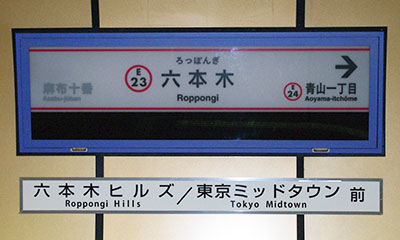 ろっぽんぎ
E 23 六本木
Roppongi
麻布十番
Azabu-jūban
E 24 青山一丁目
Aoyama-itchōme
六本木ヒルズ/東京ミッドタウン前
Roppongi Hills Tokyo Midtown